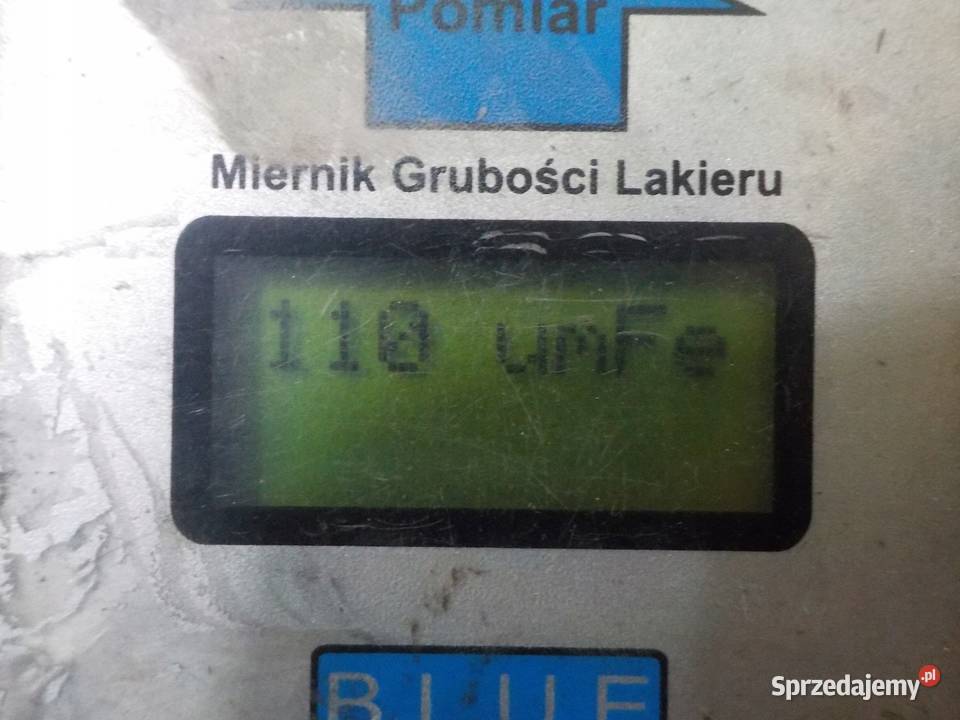 Pomiar
Miernik Grubości Lakieru
110 umFe
BLUE
Sprzedajemy.pl